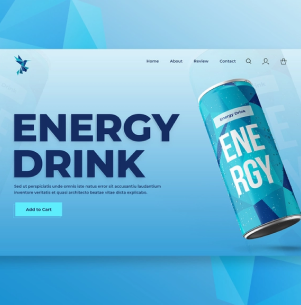 Home About Review Contact
ENERGY
DRINK
Sed ut perspiciatis unde omnis iste natus error sit accusantiu laudantium
inventore veritatis et quasi architecto beatae vitae dicta explicabo.
Add to Cart
Energy Drink
ENE
RGY